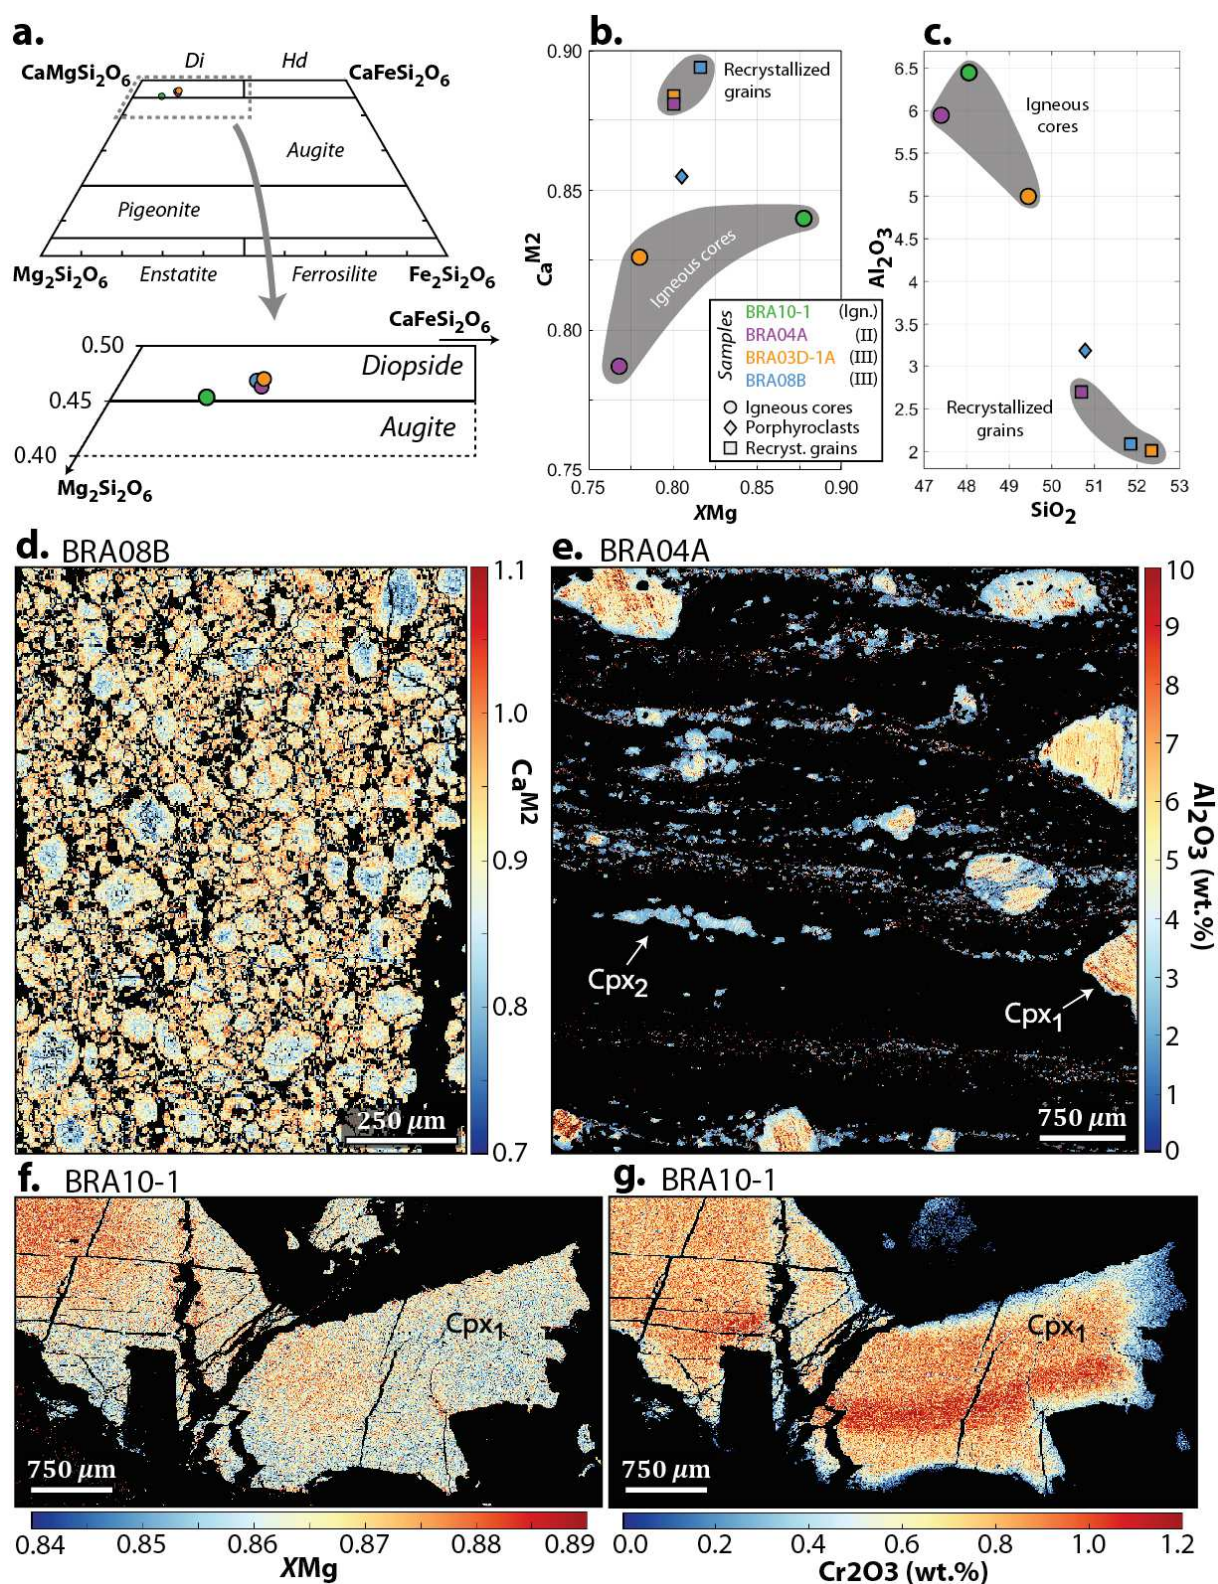 a.
Di
Hd
CaMgSi2O6
CaFeSi2O6
Augite
Pigeonite
Mg2Si2O6
Enstatite
Ferrosilite
Fe2Si2O6
CaFeSi2O6
0.50
Diopside
0.45
Augite
0.40
Mg2Si2O6
b.
0.90
Recrystallized
grains
0.85
CaM2
Igneous cores
0.80
0.75
0.75
0.80
0.85
0.90
XMg
Samples
BRA10-1 (Ign.)
BRA04A (II)
BRA03D-1A (III)
BRA08B (III)
Igneous cores
Porphyroclasts
Recryst. grains
c.
6.5
6
5.5
5
4.5
4
3.5
3
2.5
2
Al2O3
Igneous
cores
Recrystallized
grains
47 48 49 50 51 52 53
SiO2
d. BRA08B
1.1
1.0
CaM2
0.9
0.8
0.7
250 μm
e. BRA04A
Cpx2
Cpx1
750 μm
10
9
8
7
6
5
4
3
2
1
0
Al2O3 (wt.%)
f. BRA10-1
Cpx1
750 μm
0.84 0.85 0.86 0.87 0.88 0.89
XMg
g. BRA10-1
Cpx1
750 μm
0.0 0.2 0.4 0.6 0.8 1.0 1.2
Cr2O3 (wt.%)